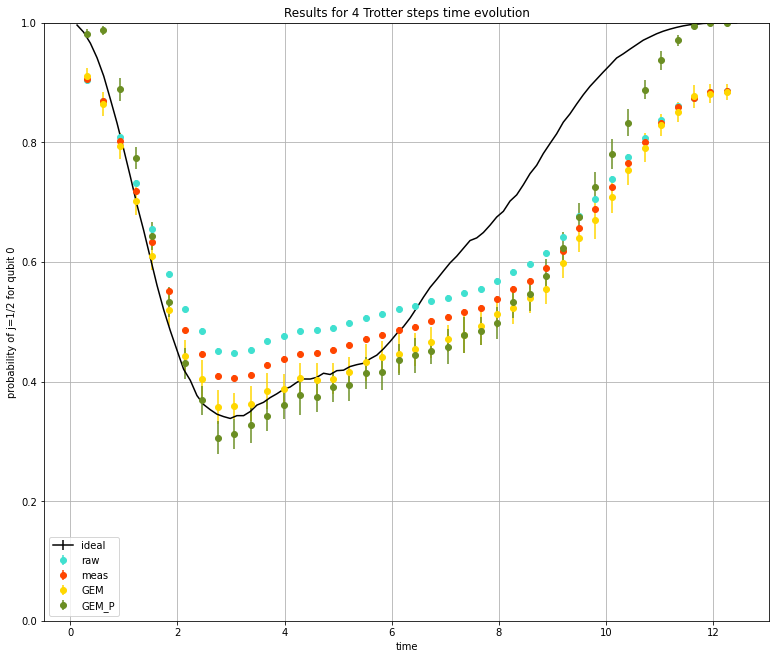 Results for 4 Trotter steps time evolution
probability of j=1/2 for qubit 0
1.0
0.8
0.6
0.4
0.2
0.0
ideal
raw
meas
GEM
GEM_P
0 2 4 6 8 10 12
time